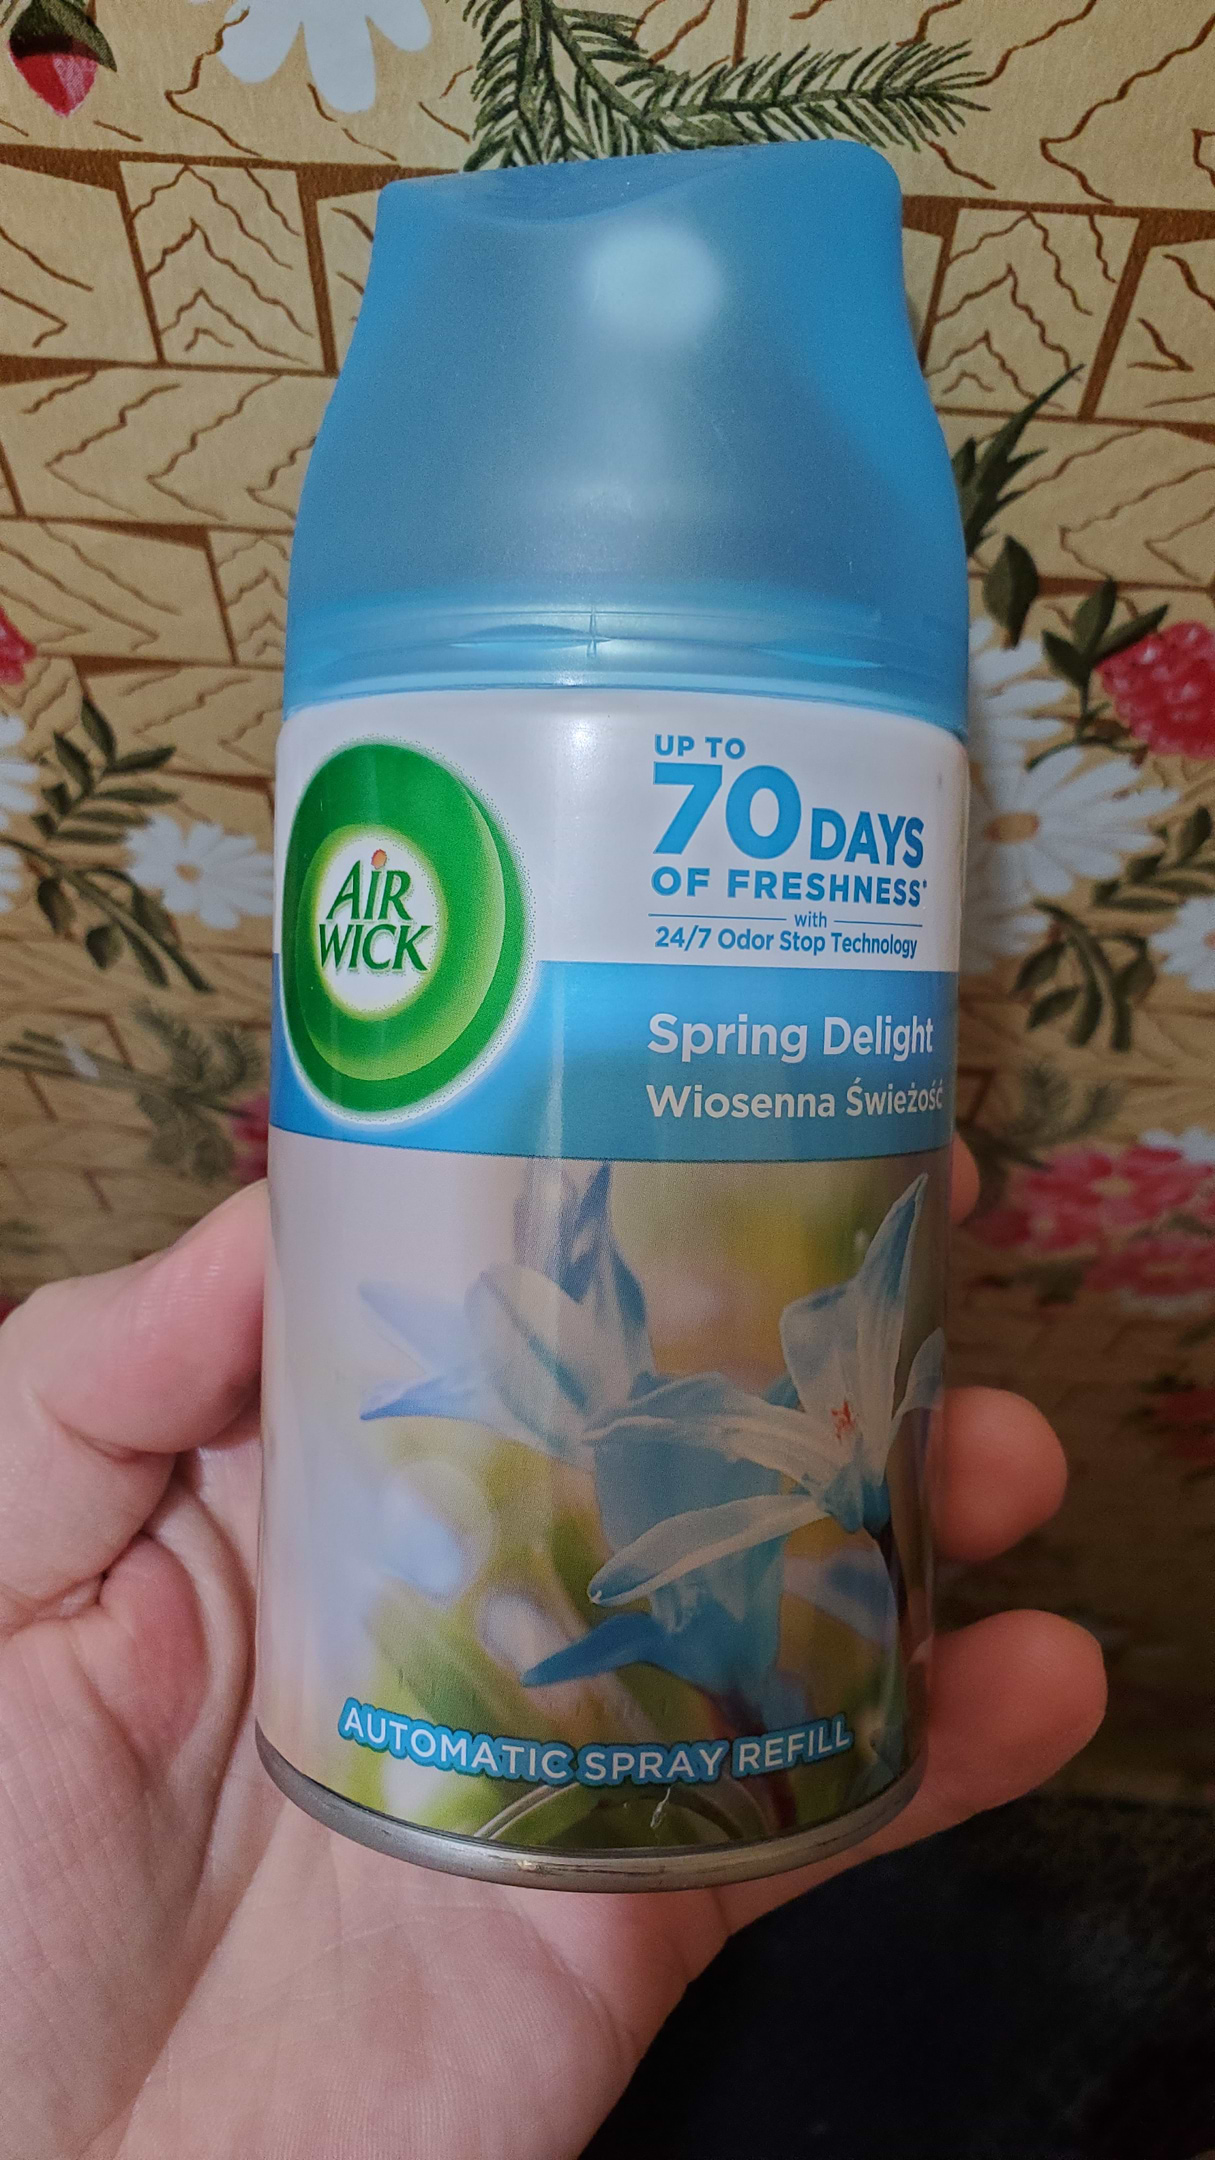 AIR
WICK
UP TO
70 DAYS
OF FRESHNESS*
with
24/7 Odor Stop Technology
Spring Delight
Wiosenna Świeżość
AUTOMATIC SPRAY REFILL